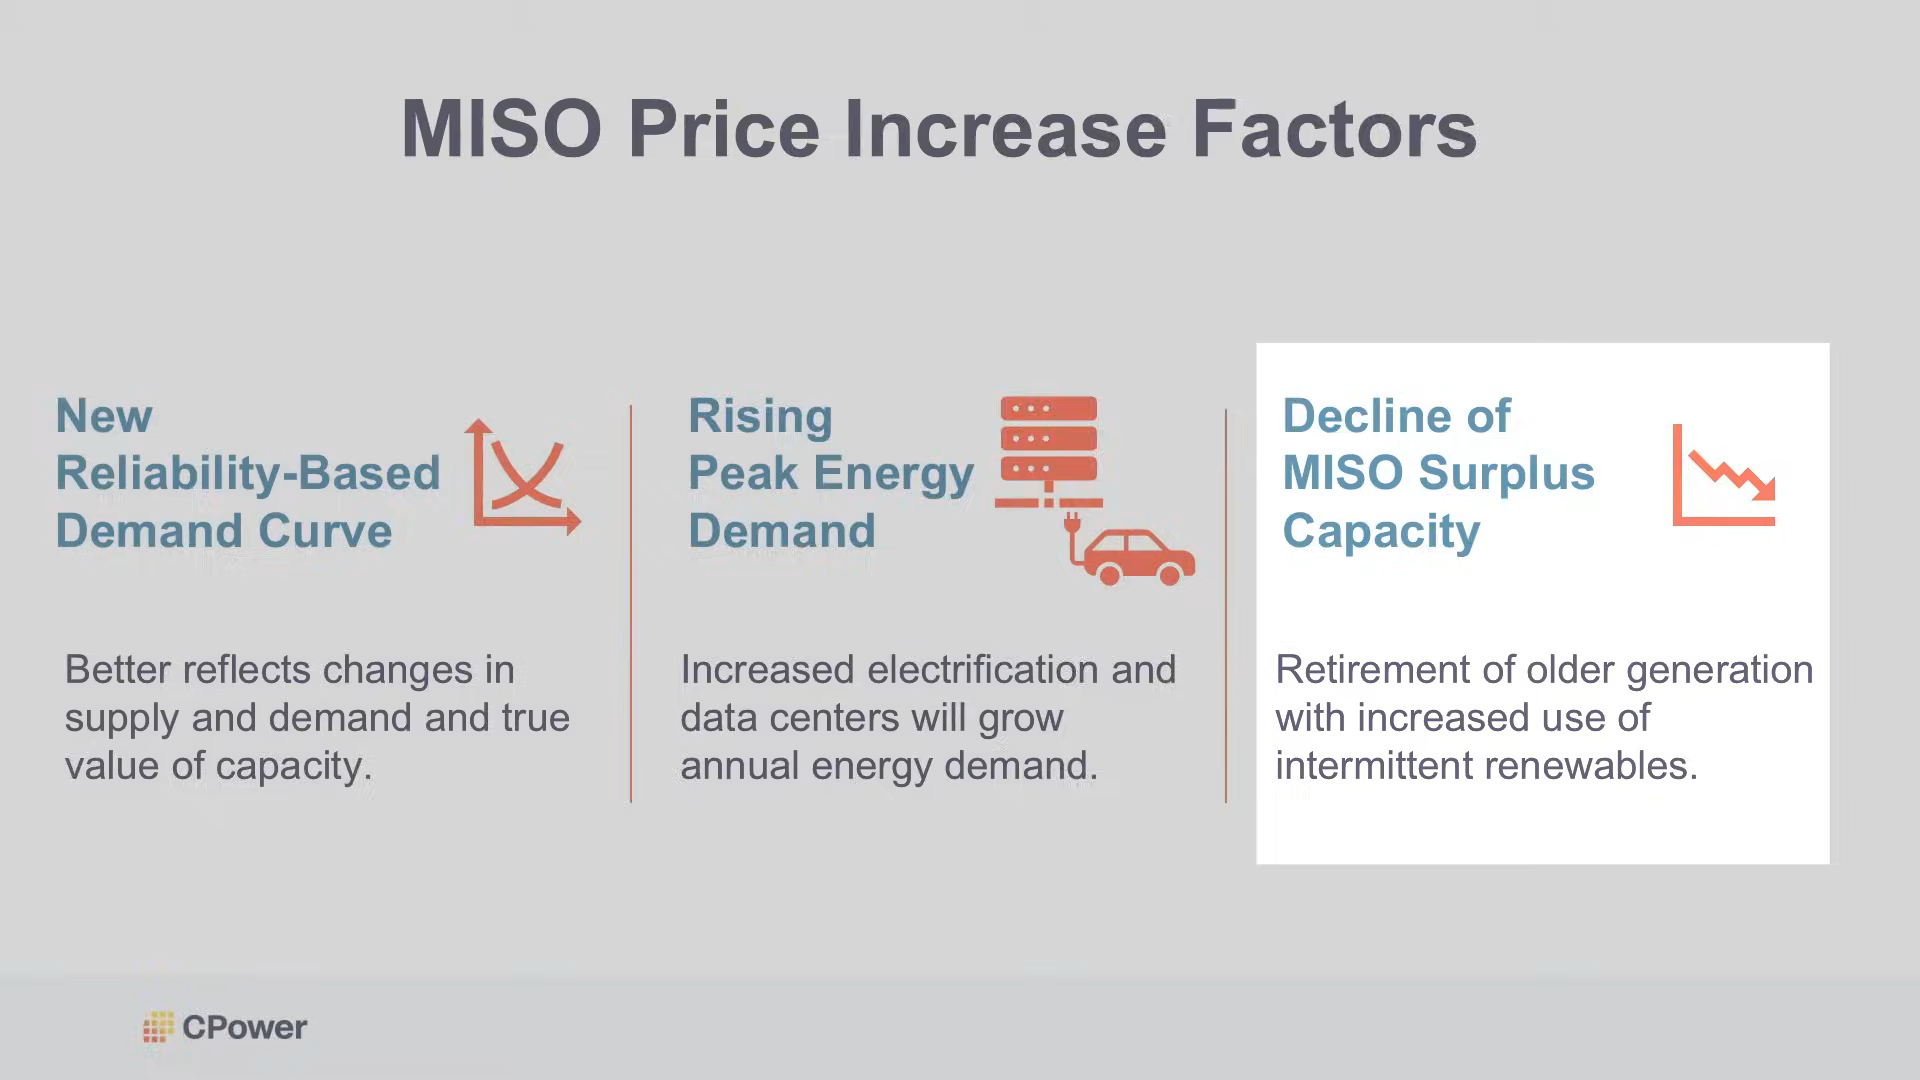 MISO Price Increase Factors
New
Reliability-Based
Demand Curve
Better reflects changes in
supply and demand and true
value of capacity.
Rising
Peak Energy
Demand
Increased electrification and
data centers will grow
annual energy demand.
Decline of
MISO Surplus
Capacity
Retirement of older generation
with increased use of
intermittent renewables.
CPower